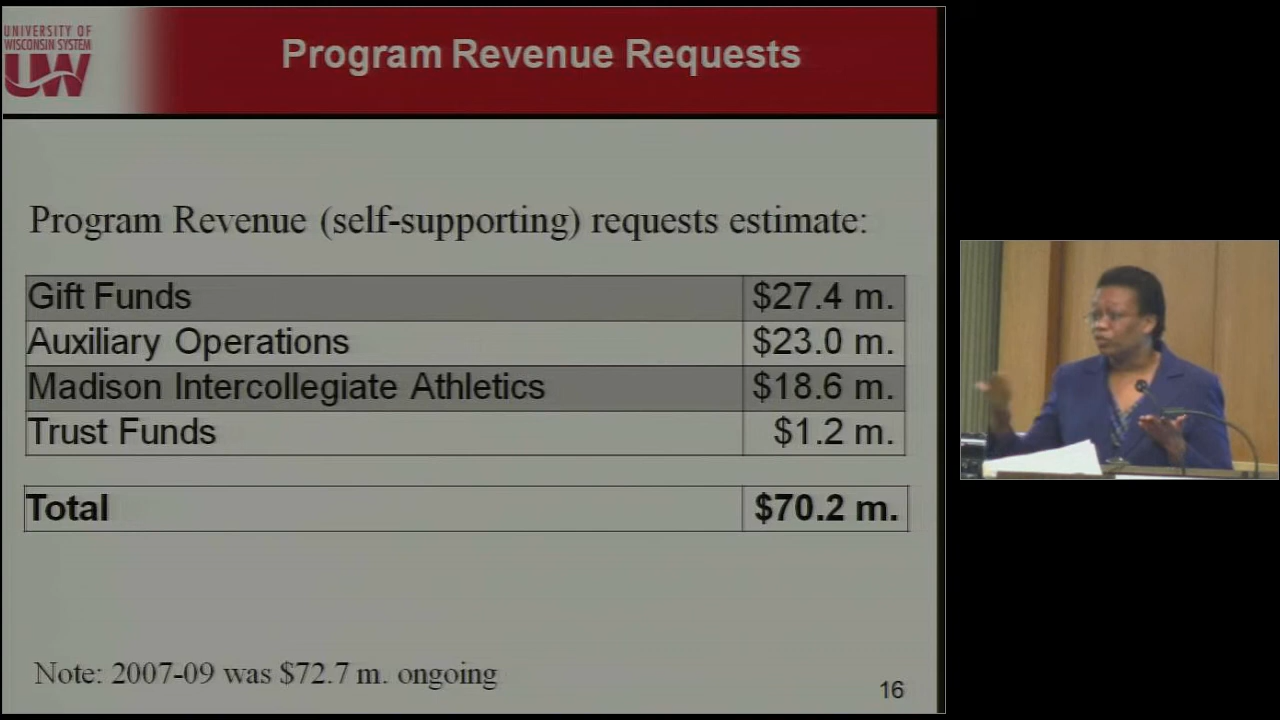 UNIVERSITY OF
WISCONSIN SYSTEM
UW
Program Revenue Requests
Program Revenue (self-supporting) requests estimate:
Gift Funds $27.4 m.
Auxiliary Operations $23.0 m.
Madison Intercollegiate Athletics $18.6 m.
Trust Funds $1.2 m.
Total $70.2 m.
Note: 2007-09 was $72.7 m. ongoing
16